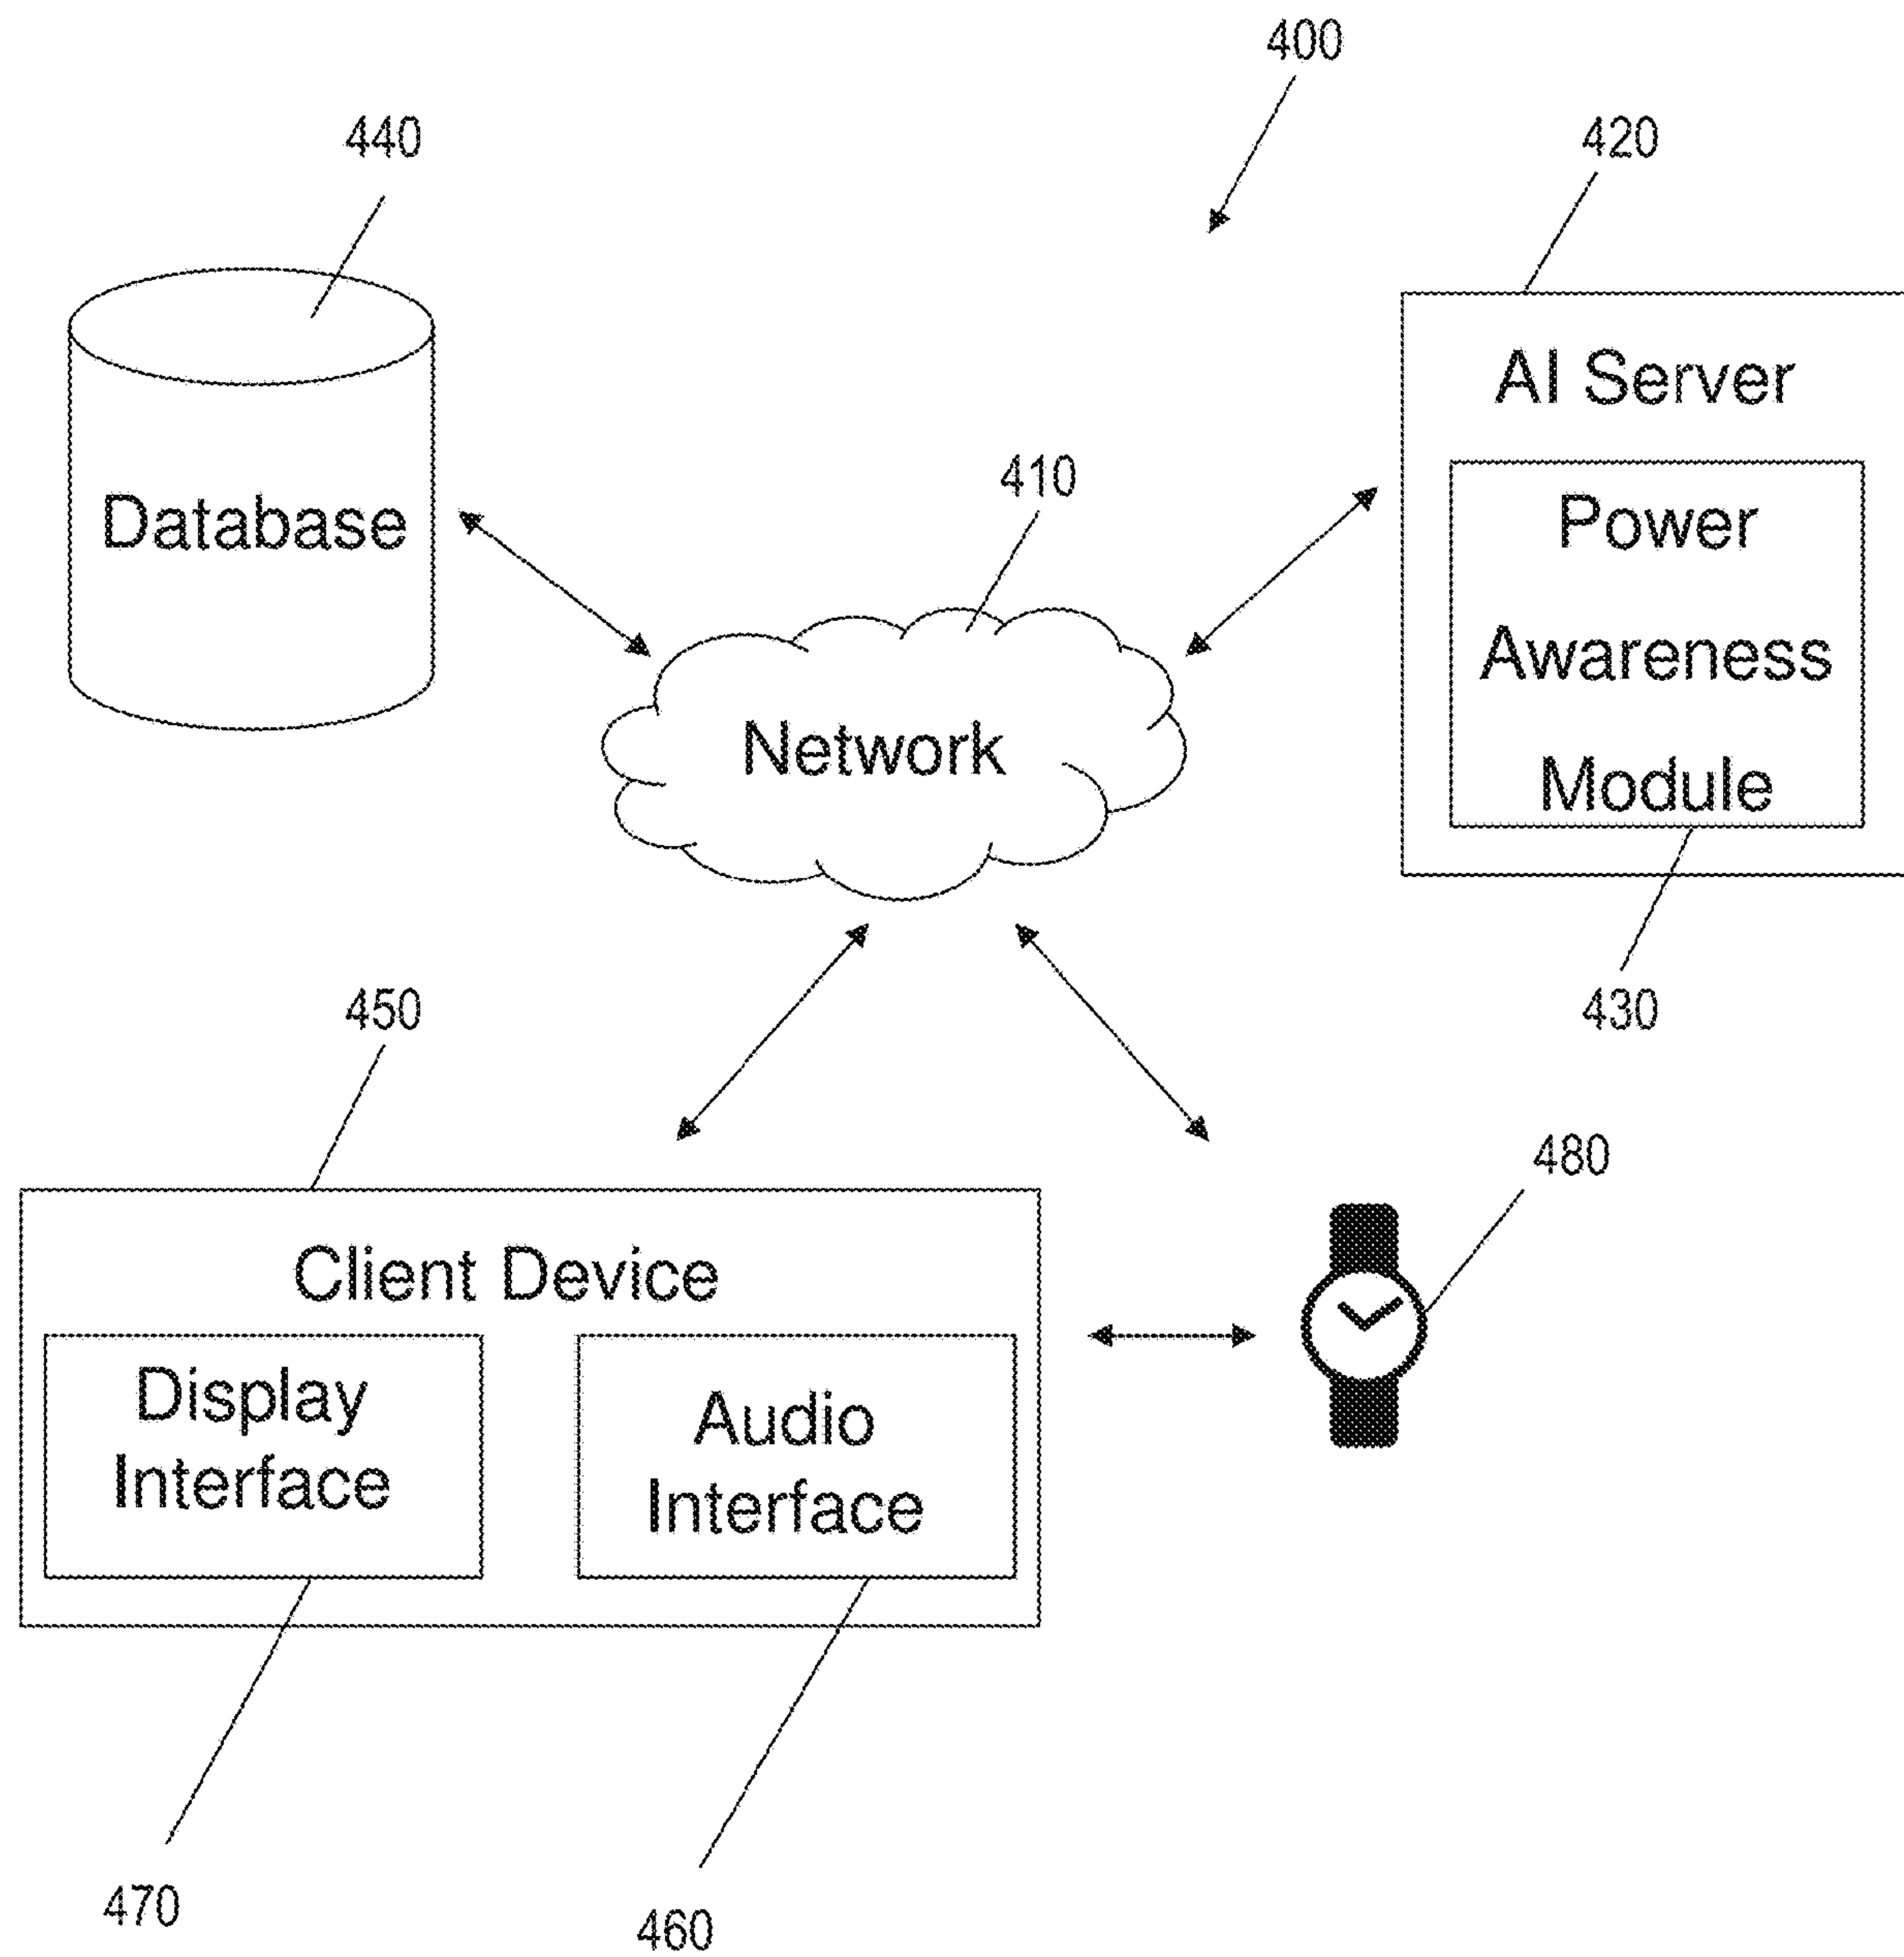 400
440
420
AI Server
410
Database
Power
Awareness
Module
Network
450
430
480
Client Device
Display
Interface
Audio
Interface
470
460